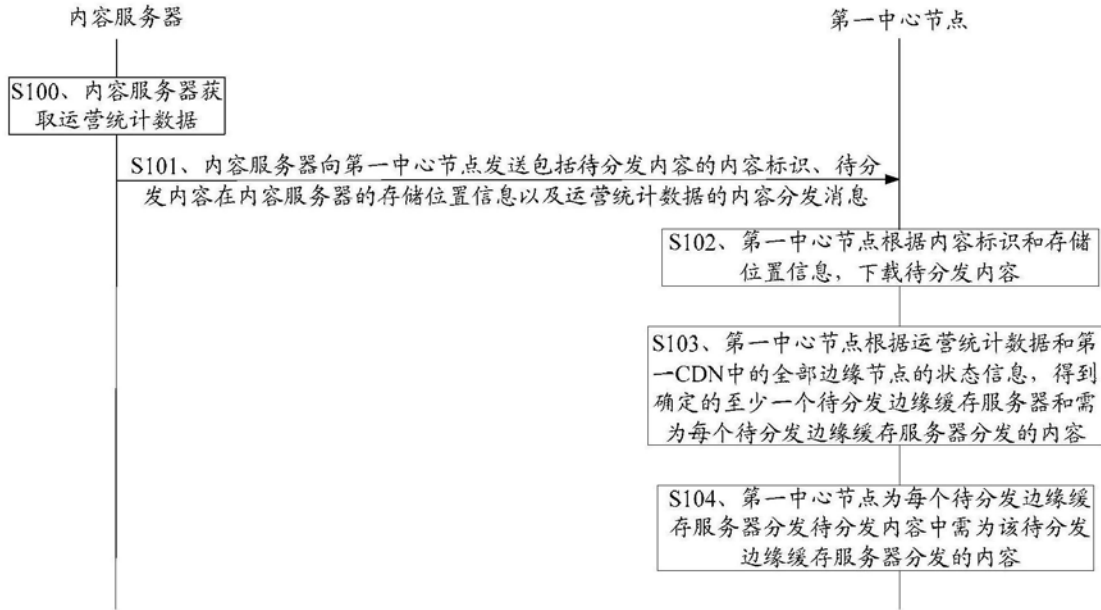 内容服务器
第一中心节点
S100、内容服务器获
取运营统计数据
S101、内容服务器向第一中心节点发送包括待分发内容的内容标识、待分
发内容在内容服务器的存储位置信息以及运营统计数据的内容分发消息
S102、第一中心节点根据内容标识和存储
位置信息，下载待分发内容
S103、第一中心节点根据运营统计数据和第
一CDN中的全部边缘节点的状态信息，得到
确定的至少一个待分发边缘缓存服务器和需
为每个待分发边缘缓存服务器分发的内容
S104、第一中心节点为每个待分发边缘缓
存服务器分发待分发内容中需为该待分发
边缘缓存服务器分发的内容